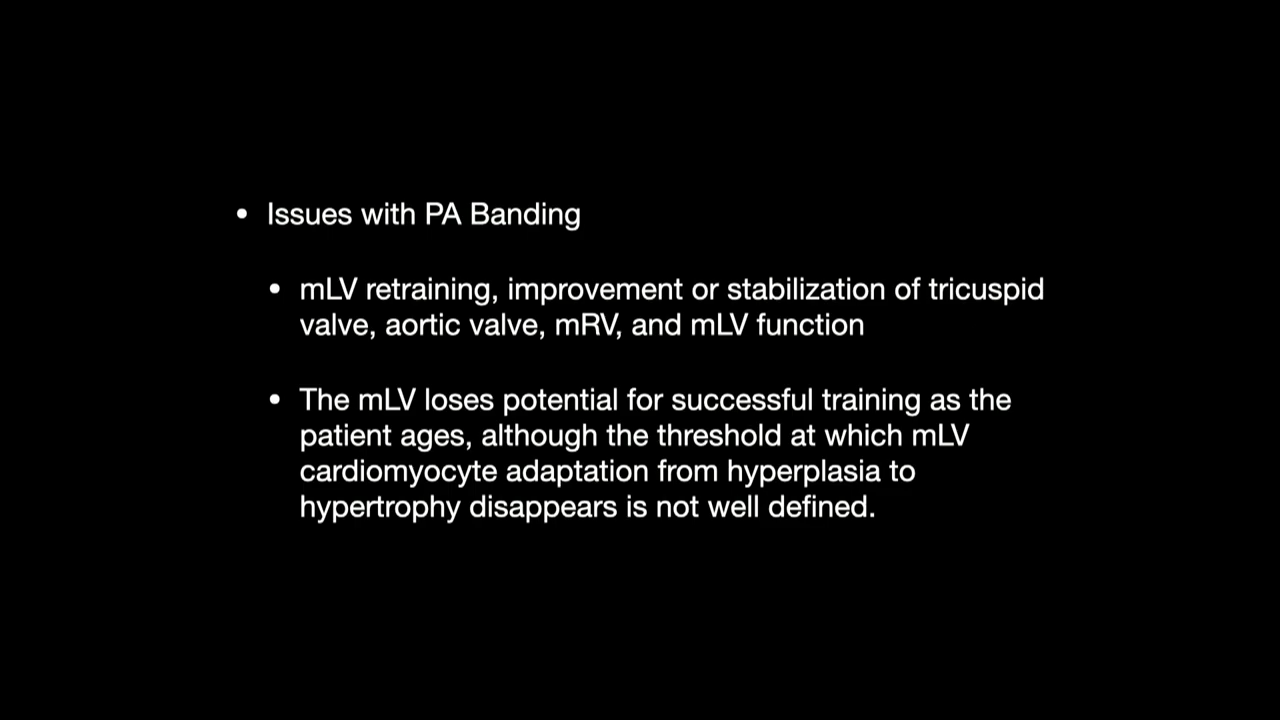 • Issues with PA Banding
• mLV retraining, improvement or stabilization of tricuspid
valve, aortic valve, mRV, and mLV function
• The mLV loses potential for successful training as the
patient ages, although the threshold at which mLV
cardiomyocyte adaptation from hyperplasia to
hypertrophy disappears is not well defined.